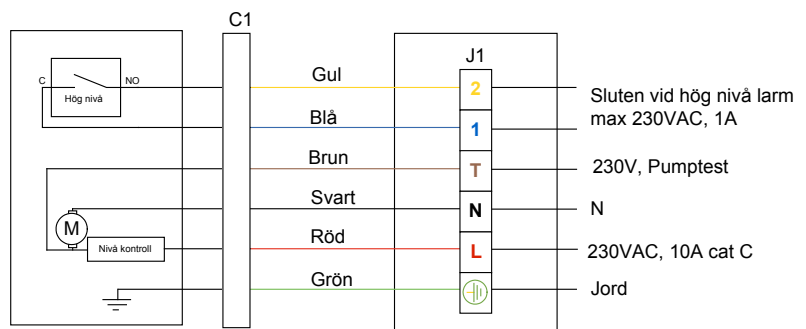 C1
J1
C
NO
Hög nivå
Gul
2
Sluten vid hög nivå larm
max 230VAC, 1A
Blå
1
Brun
T
230V, Pumptest
Svart
N
N
M
Nivå kontroll
Röd
L
230VAC, 10A cat C
Grön
Jord